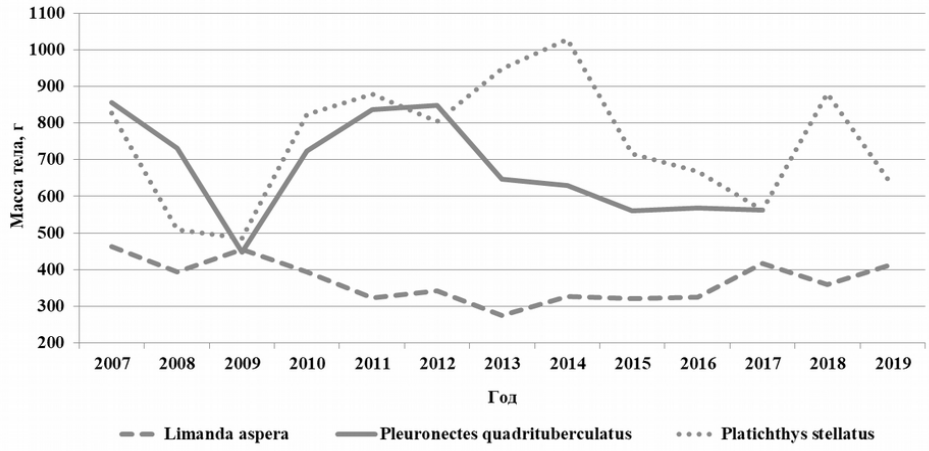 1100
1000
900
800
700
600
500
400
300
200
Масса тела, г
2007 2008 2009 2010 2011 2012 2013 2014 2015 2016 2017 2018 2019
Год
Limanda aspera Pleuronectes quadrituberculatus Platichthys stellatus